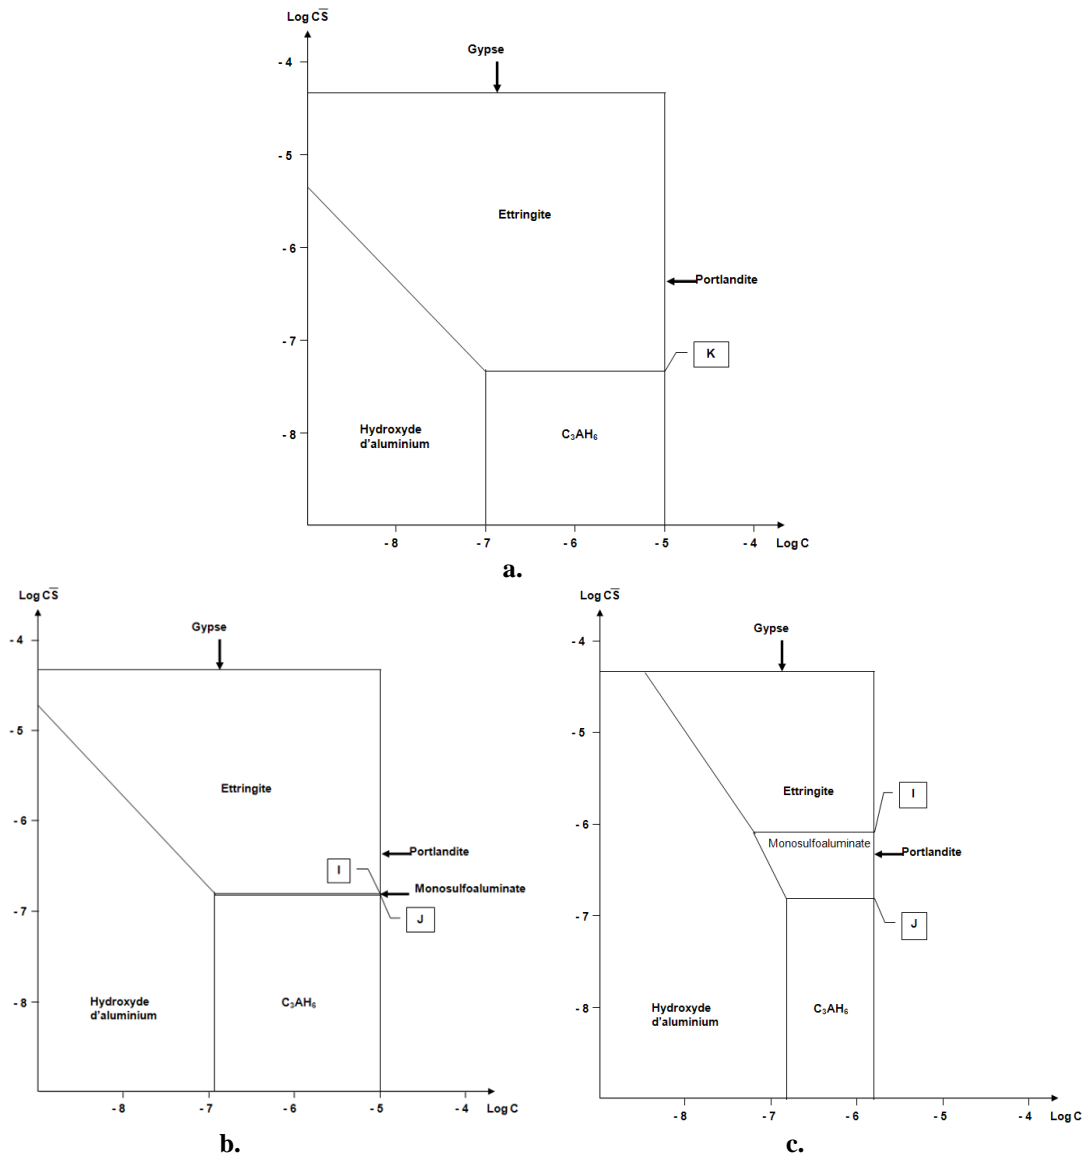 Log CS̅
Gypse
- 4
- 5
Ettringite
- 6
Portlandite
- 7
K
Hydroxyde
d'aluminium
C₃AH₆
- 8
- 8
- 7
- 6
- 5
- 4
Log C
a.
Log CS̅
Gypse
- 4
- 5
Ettringite
- 6
Portlandite
I
Monosulfoaluminate
J
- 7
Hydroxyde
d'aluminium
C₃AH₆
- 8
- 8
- 7
- 6
- 5
- 4
Log C
b.
Log CS̅
Gypse
- 4
- 5
Ettringite
I
- 6
Monosulfoaluminate
Portlandite
- 7
J
Hydroxyde
d'aluminium
C₃AH₆
- 8
- 8
- 7
- 6
- 5
- 4
Log C
c.